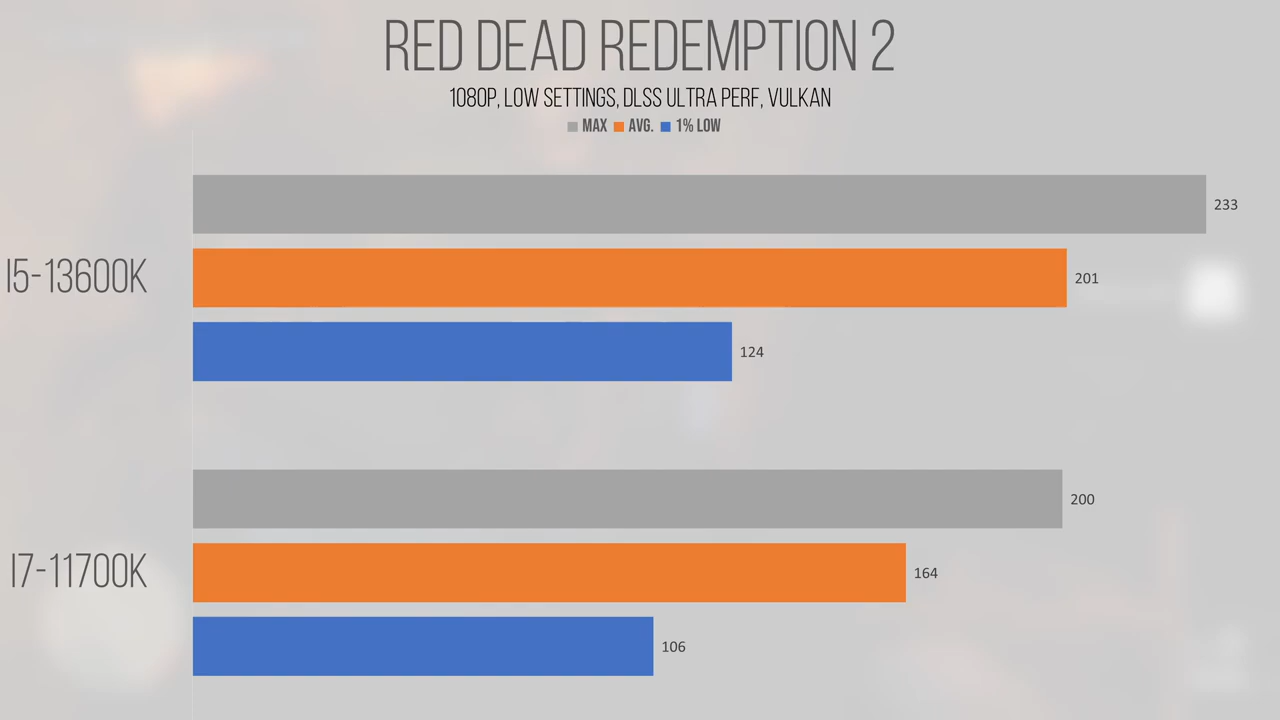 RED DEAD REDEMPTION 2
1080P, LOW SETTINGS, DLSS ULTRA PERF, VULKAN
MAX AVG. 1% LOW
233
I5-13600K
201
124
200
I7-11700K
164
106